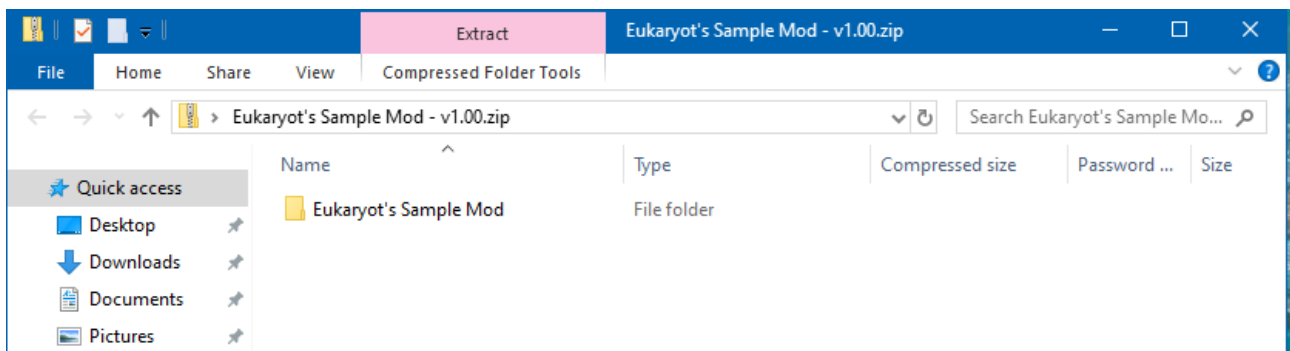 Extract Eukaryot's Sample Mod - v1.00.zip
File Home Share View Compressed Folder Tools
Eukaryot's Sample Mod - v1.00.zip Search Eukaryot's Sample Mo...
Name Type Compressed size Password ... Size
Quick access
Eukaryot's Sample Mod File folder
Desktop
Downloads
Documents
Pictures